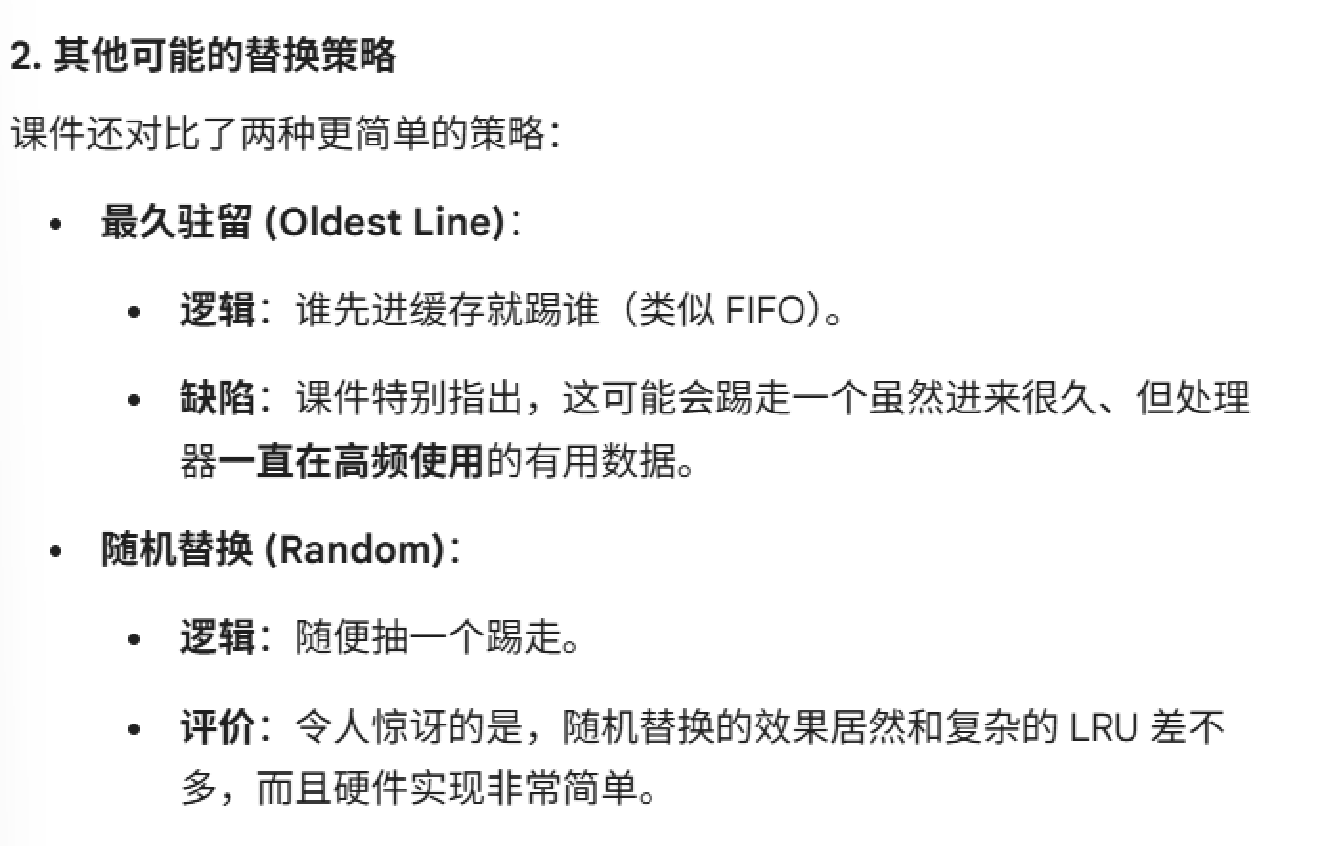 2. 其他可能的替换策略
课件还对比了两种更简单的策略：
• 最久驻留 (Oldest Line)：
• 逻辑：谁先进缓存就踢谁（类似 FIFO）。
• 缺陷：课件特别指出，这可能会踢走一个虽然进来很久、但处理
器一直在高频使用的有用数据。
• 随机替换 (Random)：
• 逻辑：随便抽一个踢走。
• 评价：令人惊讶的是，随机替换的效果居然和复杂的 LRU 差不
多，而且硬件实现非常简单。